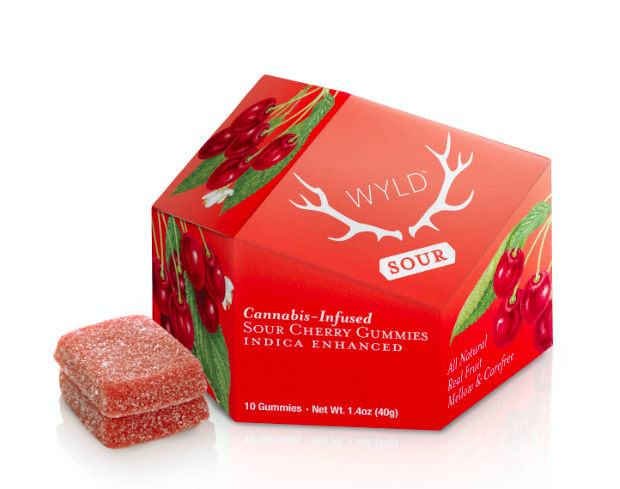 WYLD™
SOUR
Cannabis-Infused
SOUR CHERRY GUMMIES
INDICA ENHANCED
10 Gummies · Net Wt. 1.4oz (40g)
All Natural
Real Fruit
Mellow & Carefree